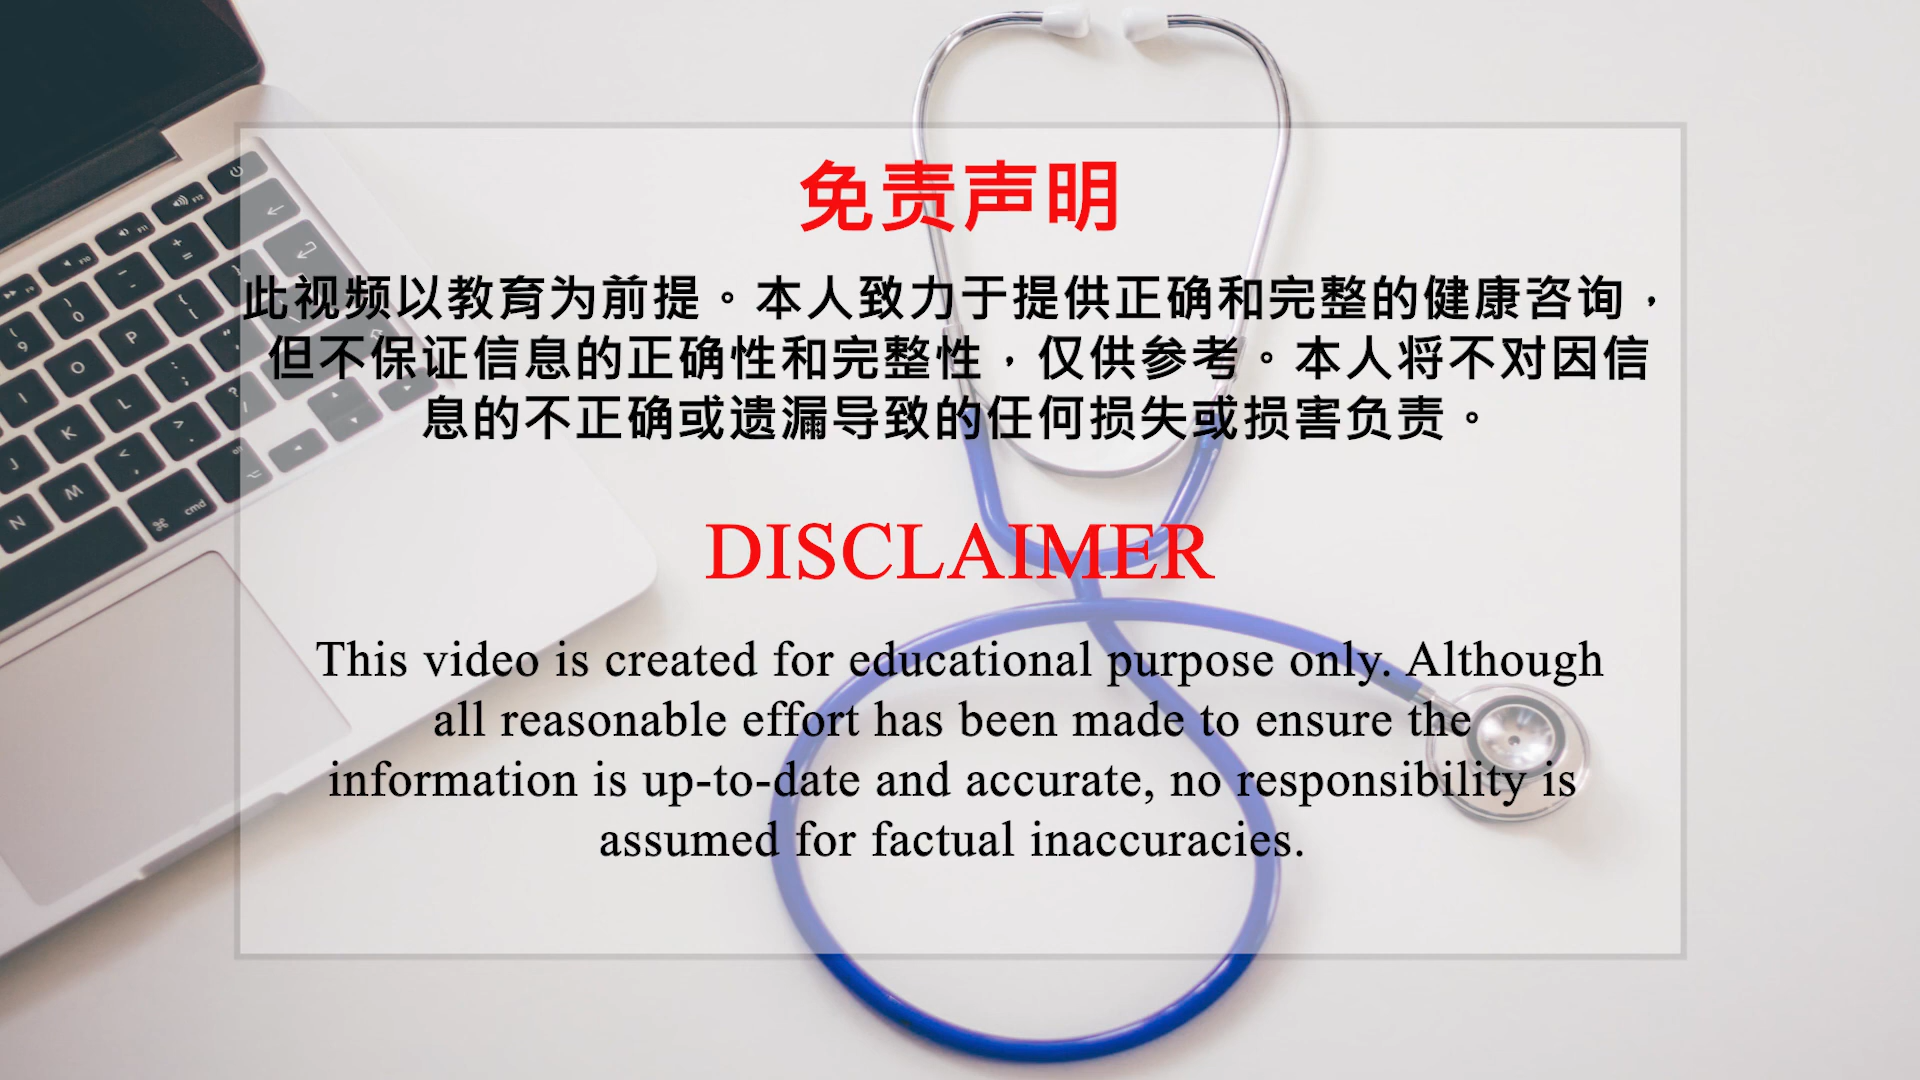 免责声明
此视频以教育为前提。本人致力于提供正确和完整的健康咨询，
但不保证信息的正确性和完整性，仅供参考。本人将不对因信
息的不正确或遗漏导致的任何损失或损害负责。
DISCLAIMER
This video is created for educational purpose only. Although
all reasonable effort has been made to ensure the
information is up-to-date and accurate, no responsibility is
assumed for factual inaccuracies.